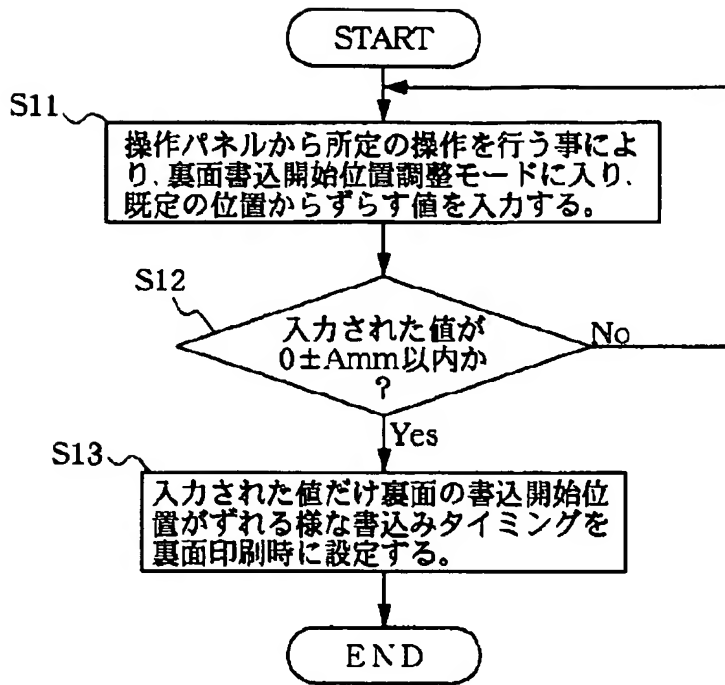 START
S11
操作パネルから所定の操作を行う事によ
り、裏面書込開始位置調整モードに入り、
既定の位置からずらす値を入力する。
S12
入力された値が
0±Amm以内か
?
No
Yes
S13
入力された値だけ裏面の書込開始位
置がずれる様な書込みタイミングを
裏面印刷時に設定する。
END